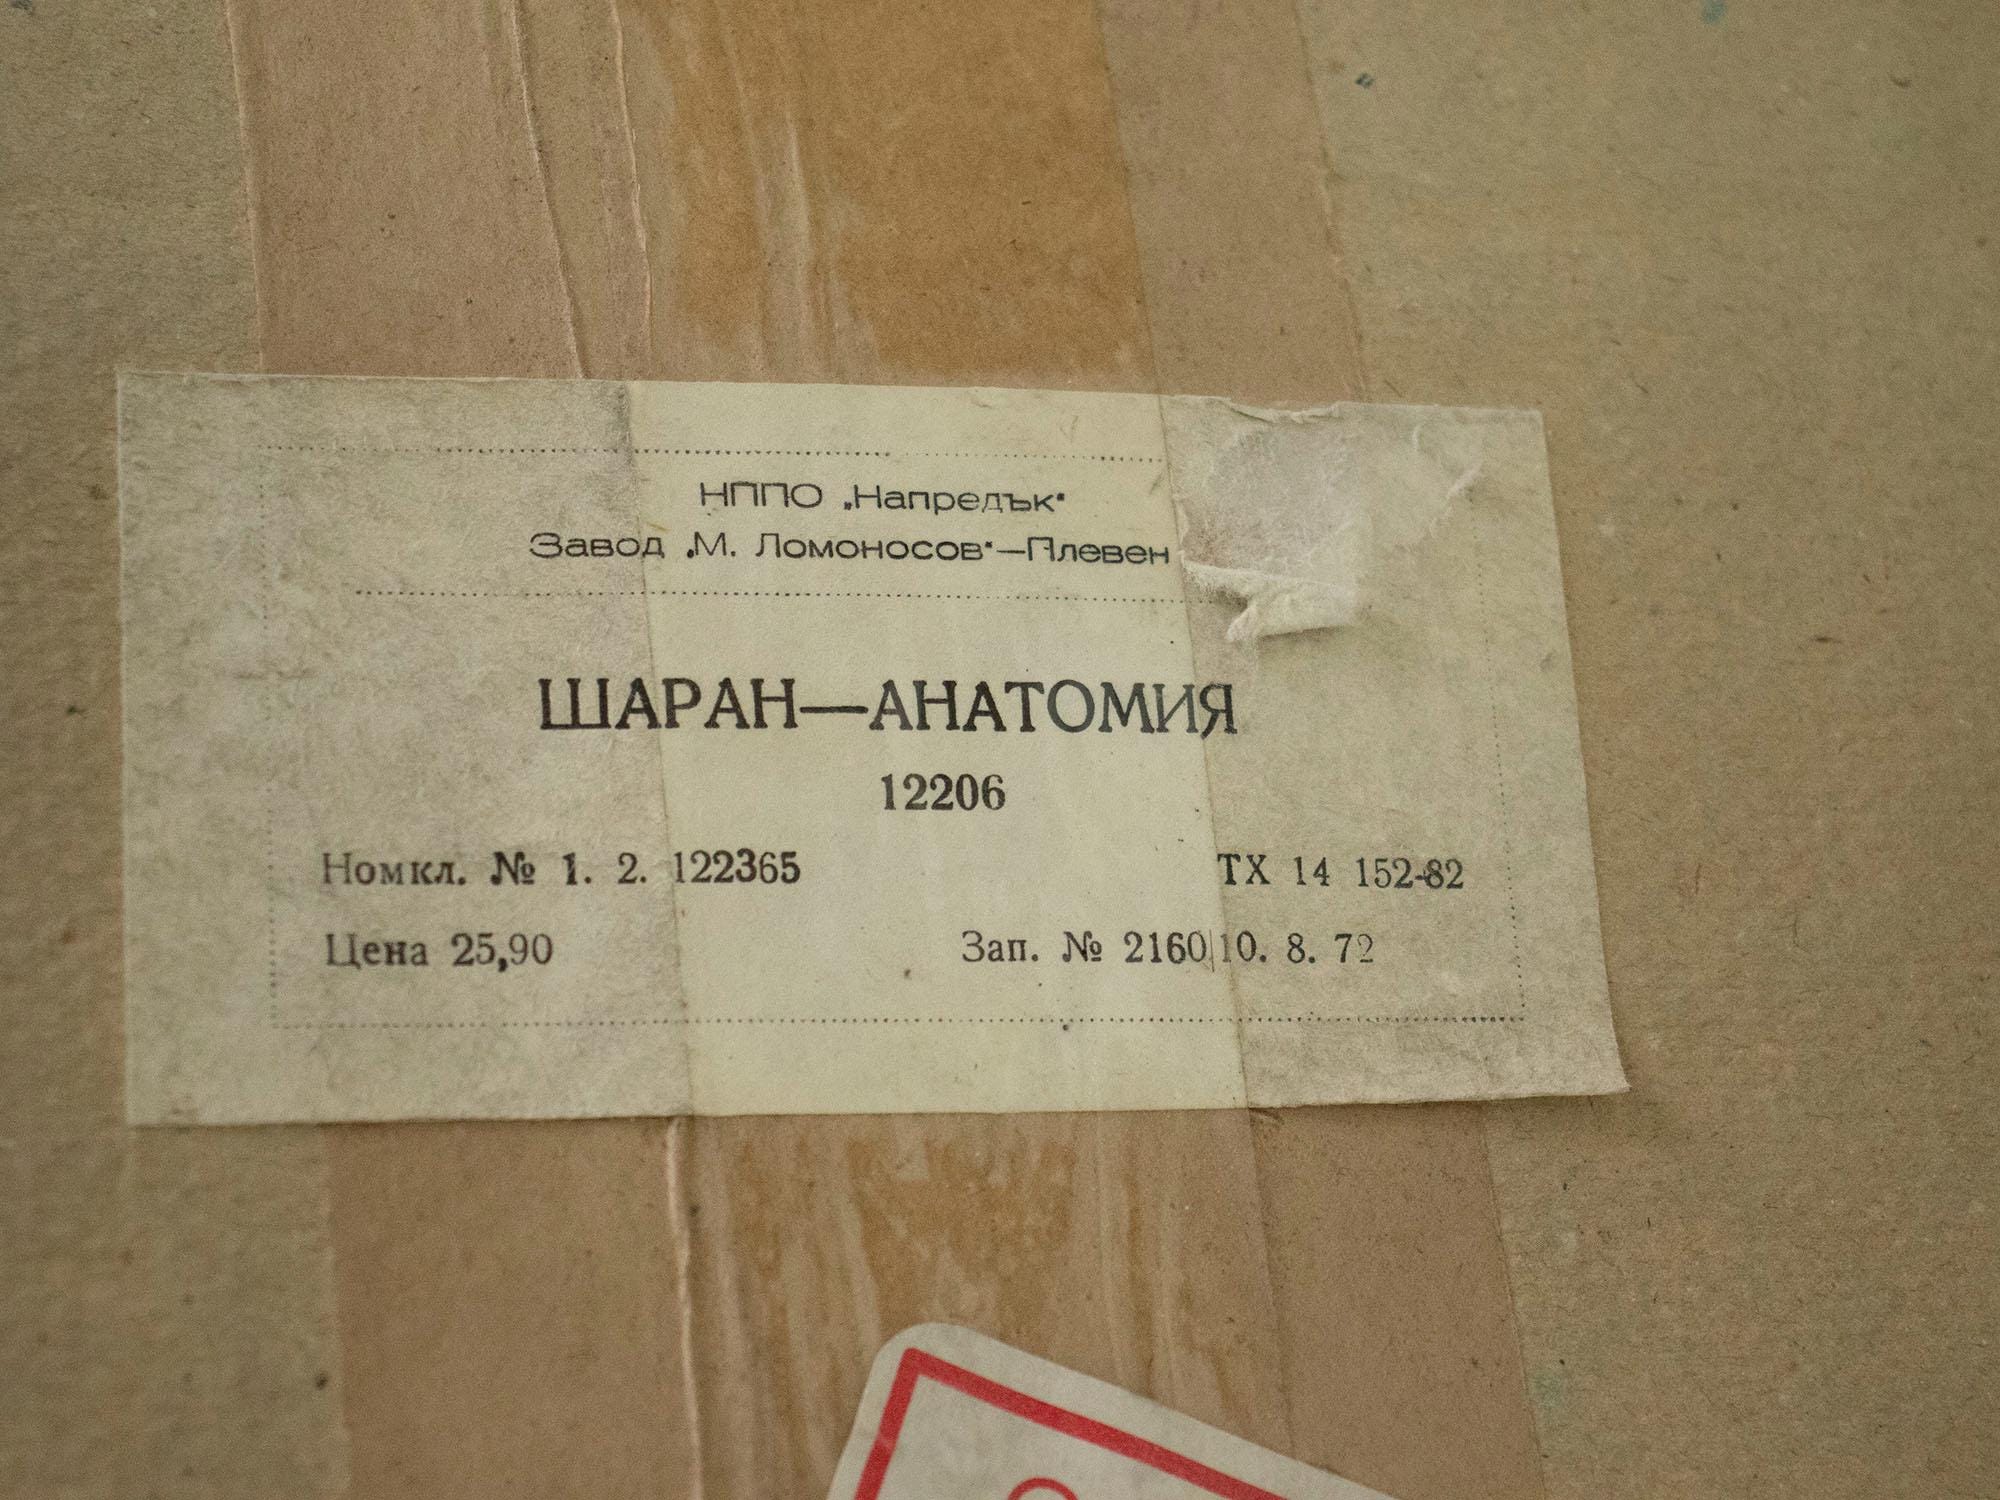 НППО „Напредък“
Завод „М. Ломоносов“—Плевен
ШАРАН—АНАТОМИЯ
12206
Номкл. № 1. 2. 122365 ТХ 14 152-82
Цена 25,90 Зап. № 2160|10. 8. 72